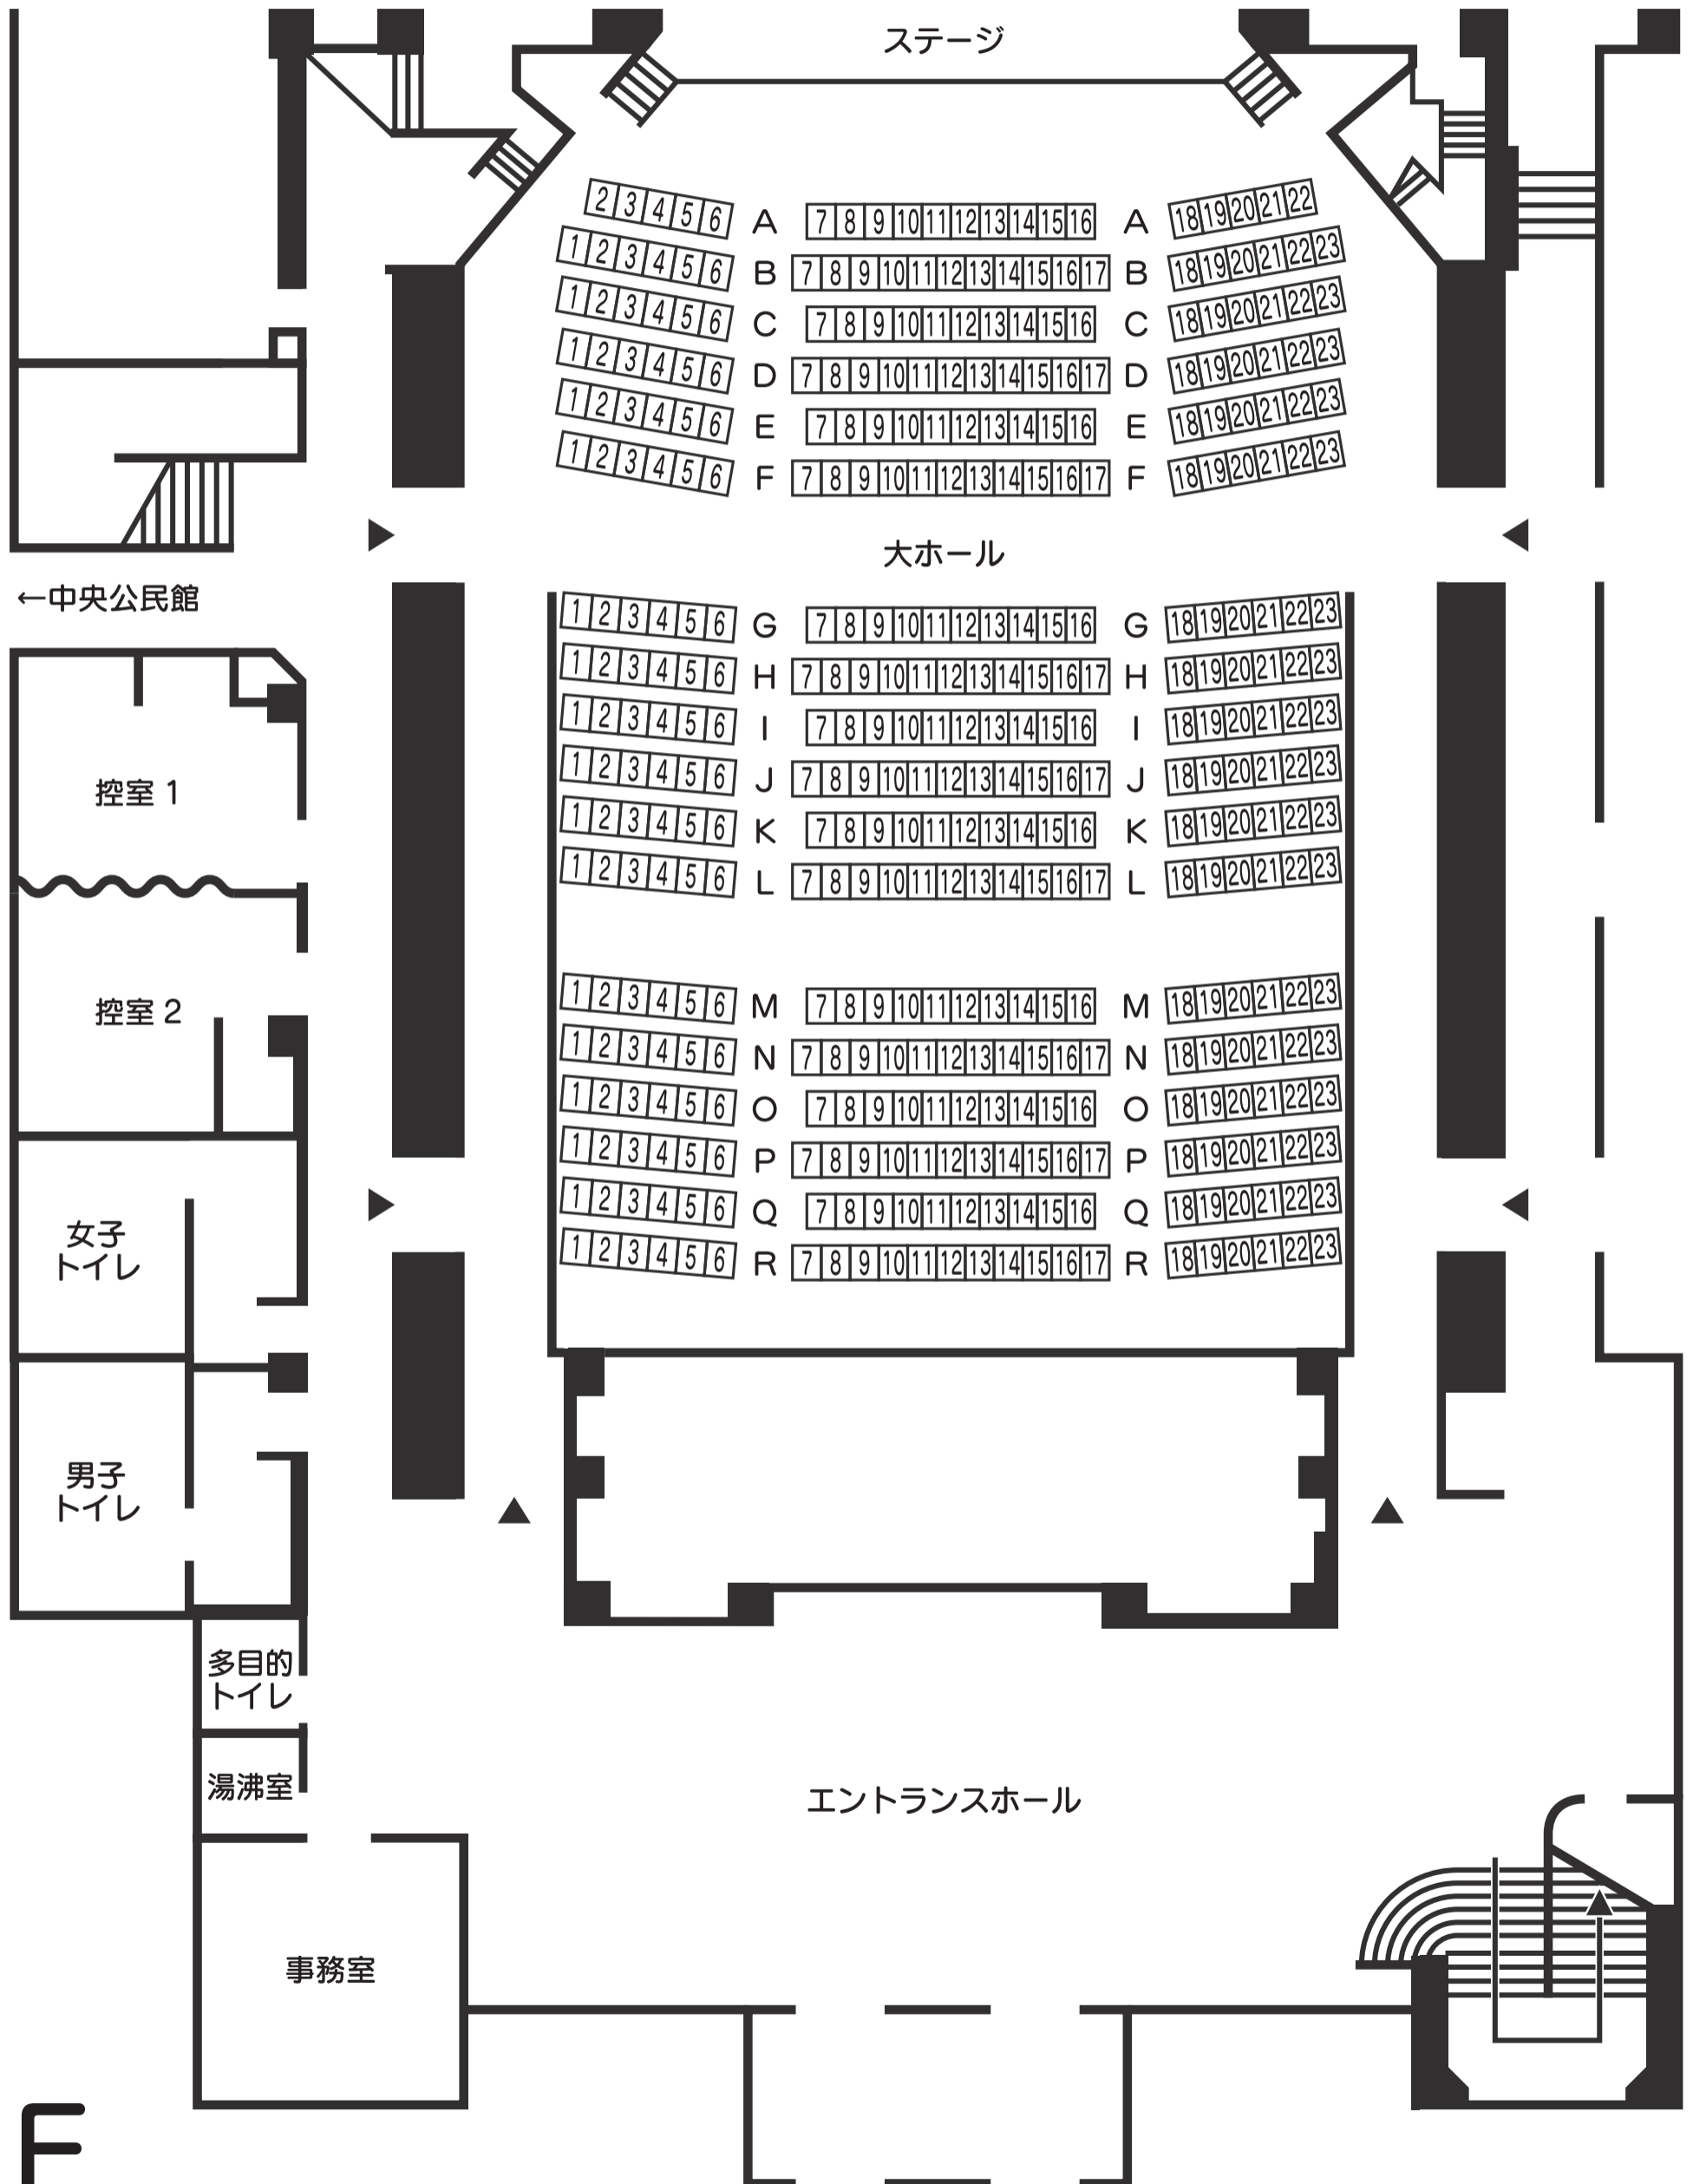 ステージ
2 3 4 5 6 A 7 8 9 10 11 12 13 14 15 16 A 18 19 20 21 22
1 2 3 4 5 6 B 7 8 9 10 11 12 13 14 15 16 17 B 18 19 20 21 22 23
1 2 3 4 5 6 C 7 8 9 10 11 12 13 14 15 16 C 18 19 20 21 22 23
1 2 3 4 5 6 D 7 8 9 10 11 12 13 14 15 16 17 D 18 19 20 21 22 23
1 2 3 4 5 6 E 7 8 9 10 11 12 13 14 15 16 E 18 19 20 21 22 23
1 2 3 4 5 6 F 7 8 9 10 11 12 13 14 15 16 17 F 18 19 20 21 22 23
大ホール
←中央公民館
1 2 3 4 5 6 G 7 8 9 10 11 12 13 14 15 16 G 18 19 20 21 22 23
1 2 3 4 5 6 H 7 8 9 10 11 12 13 14 15 16 17 H 18 19 20 21 22 23
1 2 3 4 5 6 I 7 8 9 10 11 12 13 14 15 16 I 18 19 20 21 22 23
1 2 3 4 5 6 J 7 8 9 10 11 12 13 14 15 16 17 J 18 19 20 21 22 23
1 2 3 4 5 6 K 7 8 9 10 11 12 13 14 15 16 K 18 19 20 21 22 23
1 2 3 4 5 6 L 7 8 9 10 11 12 13 14 15 16 17 L 18 19 20 21 22 23
控室 1
控室 2
1 2 3 4 5 6 M 7 8 9 10 11 12 13 14 15 16 M 18 19 20 21 22 23
1 2 3 4 5 6 N 7 8 9 10 11 12 13 14 15 16 17 N 18 19 20 21 22 23
1 2 3 4 5 6 O 7 8 9 10 11 12 13 14 15 16 O 18 19 20 21 22 23
1 2 3 4 5 6 P 7 8 9 10 11 12 13 14 15 16 17 P 18 19 20 21 22 23
1 2 3 4 5 6 Q 7 8 9 10 11 12 13 14 15 16 Q 18 19 20 21 22 23
1 2 3 4 5 6 R 7 8 9 10 11 12 13 14 15 16 17 R 18 19 20 21 22 23
女子
トイレ
男子
トイレ
多目的
トイレ
湯沸室
エントランスホール
事務室
F